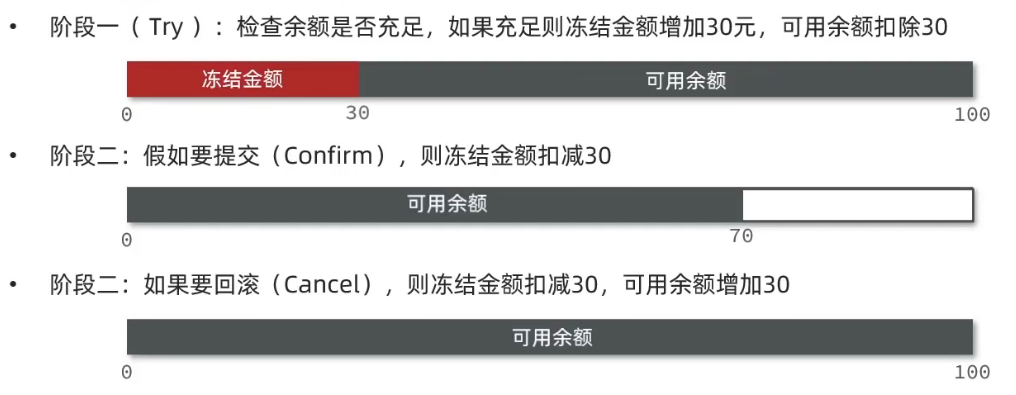 • 阶段一（ Try ）：检查余额是否充足，如果充足则冻结金额增加30元，可用余额扣除30
冻结金额 可用余额
0 30 100
• 阶段二：假如要提交（Confirm），则冻结金额扣减30
可用余额
0 70
• 阶段二：如果要回滚（Cancel），则冻结金额扣减30，可用余额增加30
可用余额
0 100